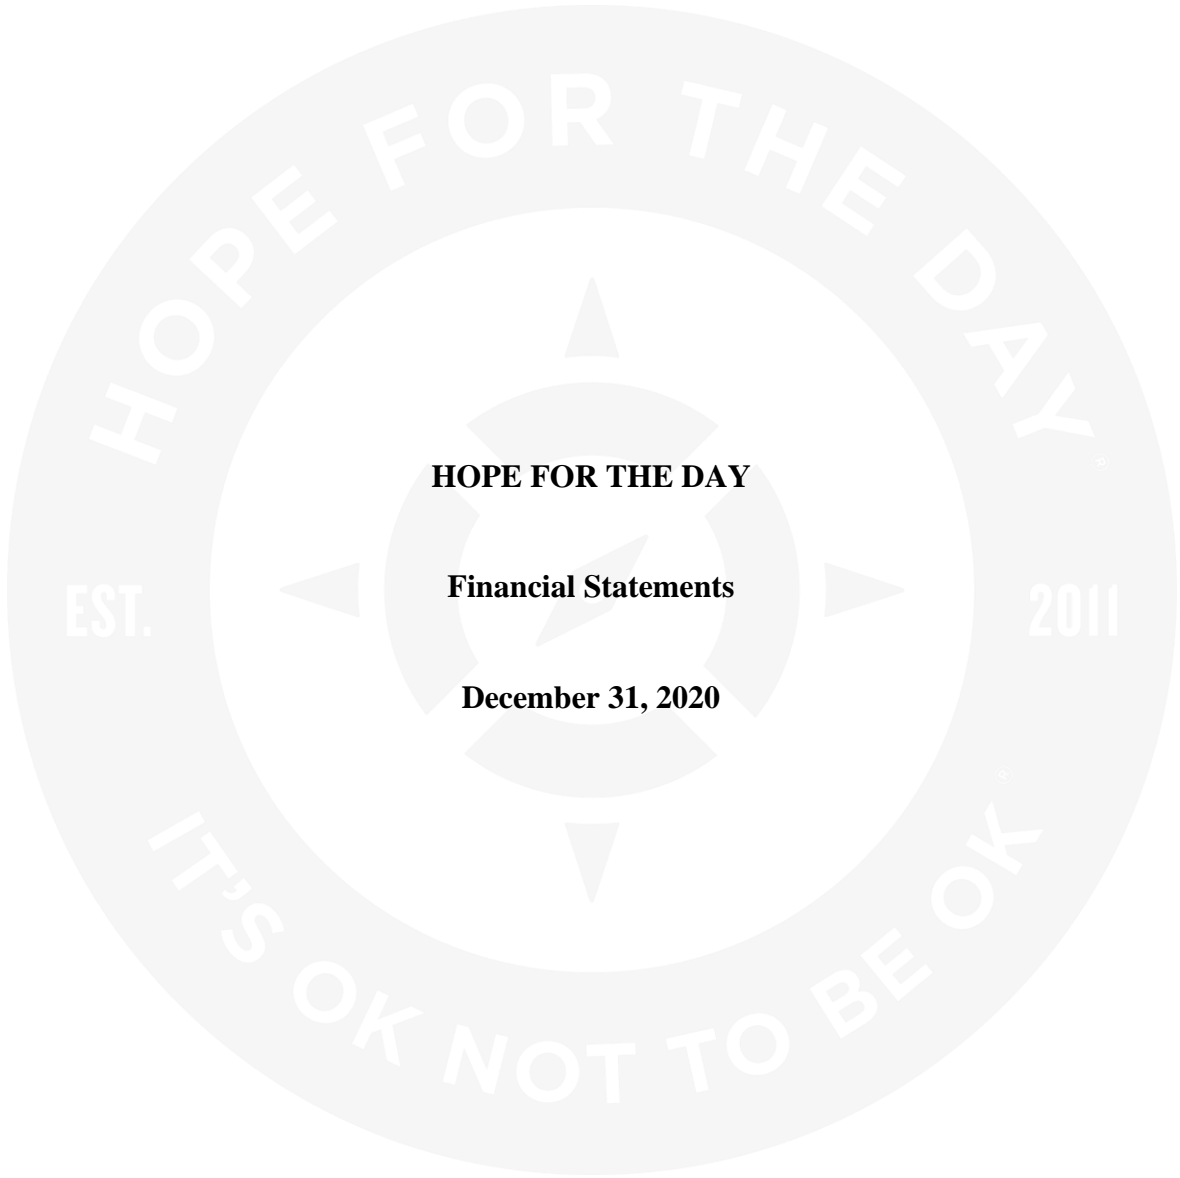 HOPE FOR THE DAY
HOPE FOR THE DAY
Financial Statements
EST.
2011
December 31, 2020
IT'S OK NOT TO BE OK